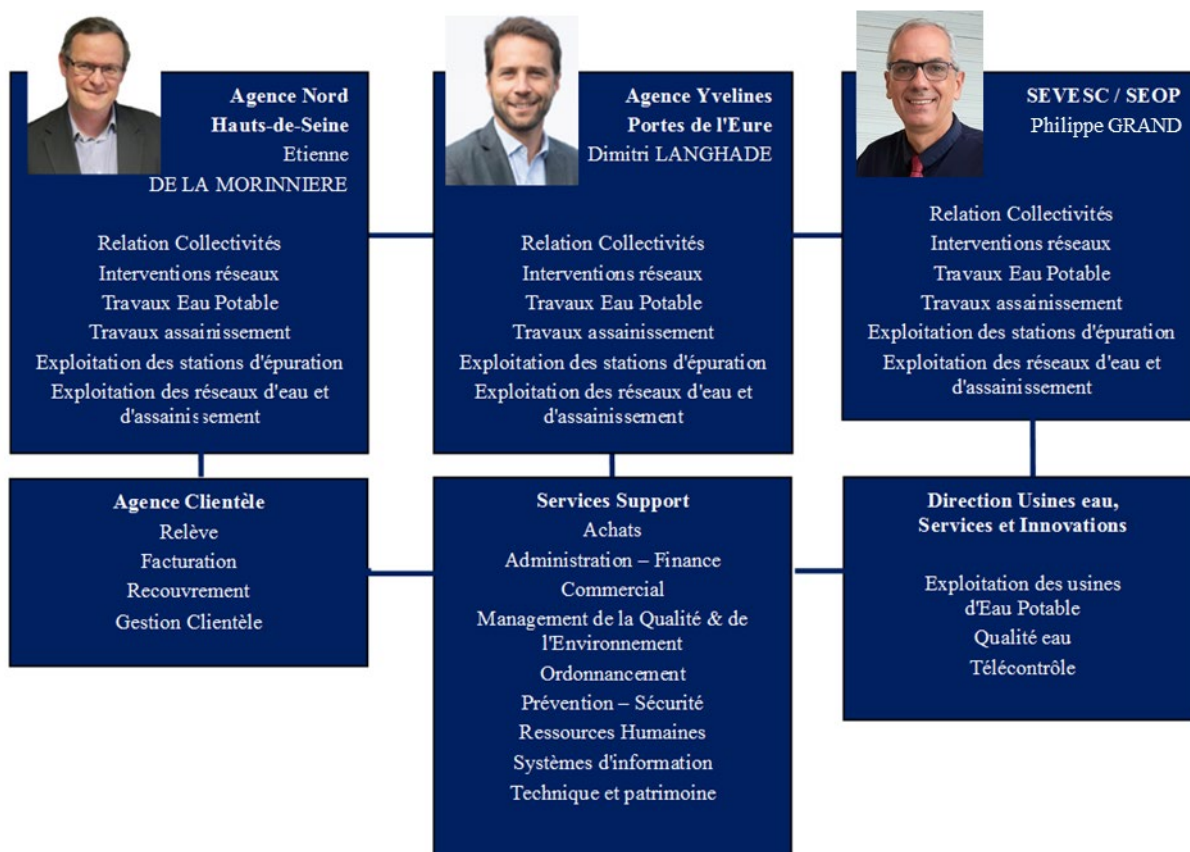 Agence Nord
Hauts-de-Seine
Etienne
DE LA MORINNIERE
Relation Collectivités
Interventions réseaux
Travaux Eau Potable
Travaux assainissement
Exploitation des stations d'épuration
Exploitation des réseaux d'eau et
d'assainissement
Agence Yvelines
Portes de l'Eure
Dimitri LANGHADE
Relation Collectivités
Interventions réseaux
Travaux Eau Potable
Travaux assainissement
Exploitation des stations d'épuration
Exploitation des réseaux d'eau et
d'assainissement
SEVESC / SEOP
Philippe GRAND
Relation Collectivités
Interventions réseaux
Travaux Eau Potable
Travaux assainissement
Exploitation des stations d'épuration
Exploitation des réseaux d'eau et
d'assainissement
Agence Clientèle
Relève
Facturation
Recouvrement
Gestion Clientèle
Services Support
Achats
Administration – Finance
Commercial
Management de la Qualité & de
l'Environnement
Ordonnancement
Prévention – Sécurité
Ressources Humaines
Systèmes d'information
Technique et patrimoine
Direction Usines eau,
Services et Innovations
Exploitation des usines
d'Eau Potable
Qualité eau
Télécontrôle